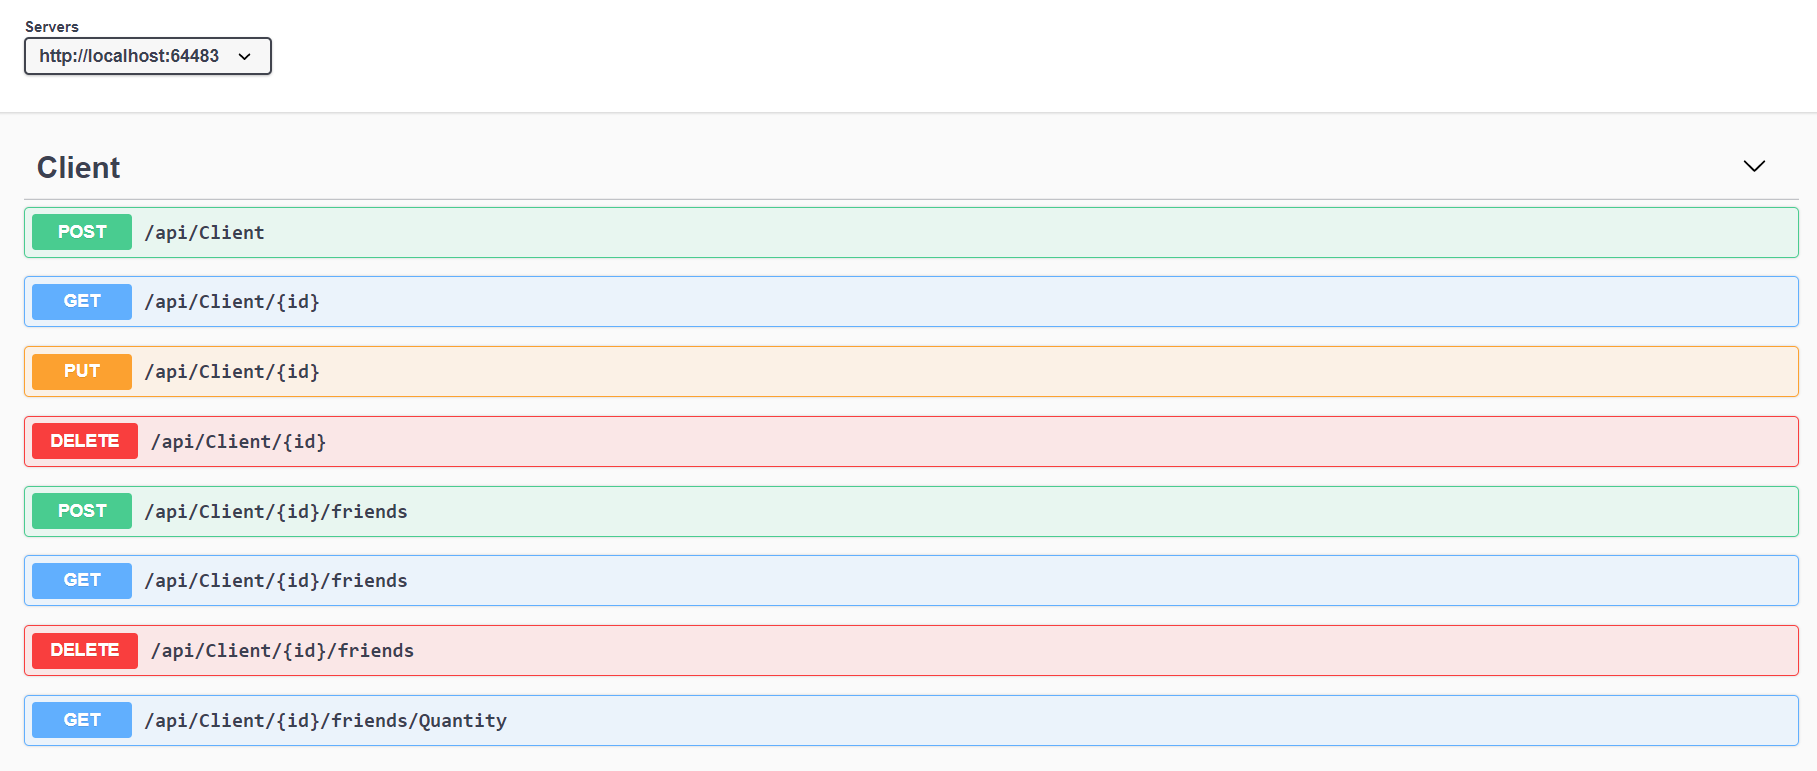 Servers
http://localhost:64483
Client
POST /api/Client
GET /api/Client/{id}
PUT /api/Client/{id}
DELETE /api/Client/{id}
POST /api/Client/{id}/friends
GET /api/Client/{id}/friends
DELETE /api/Client/{id}/friends
GET /api/Client/{id}/friends/Quantity